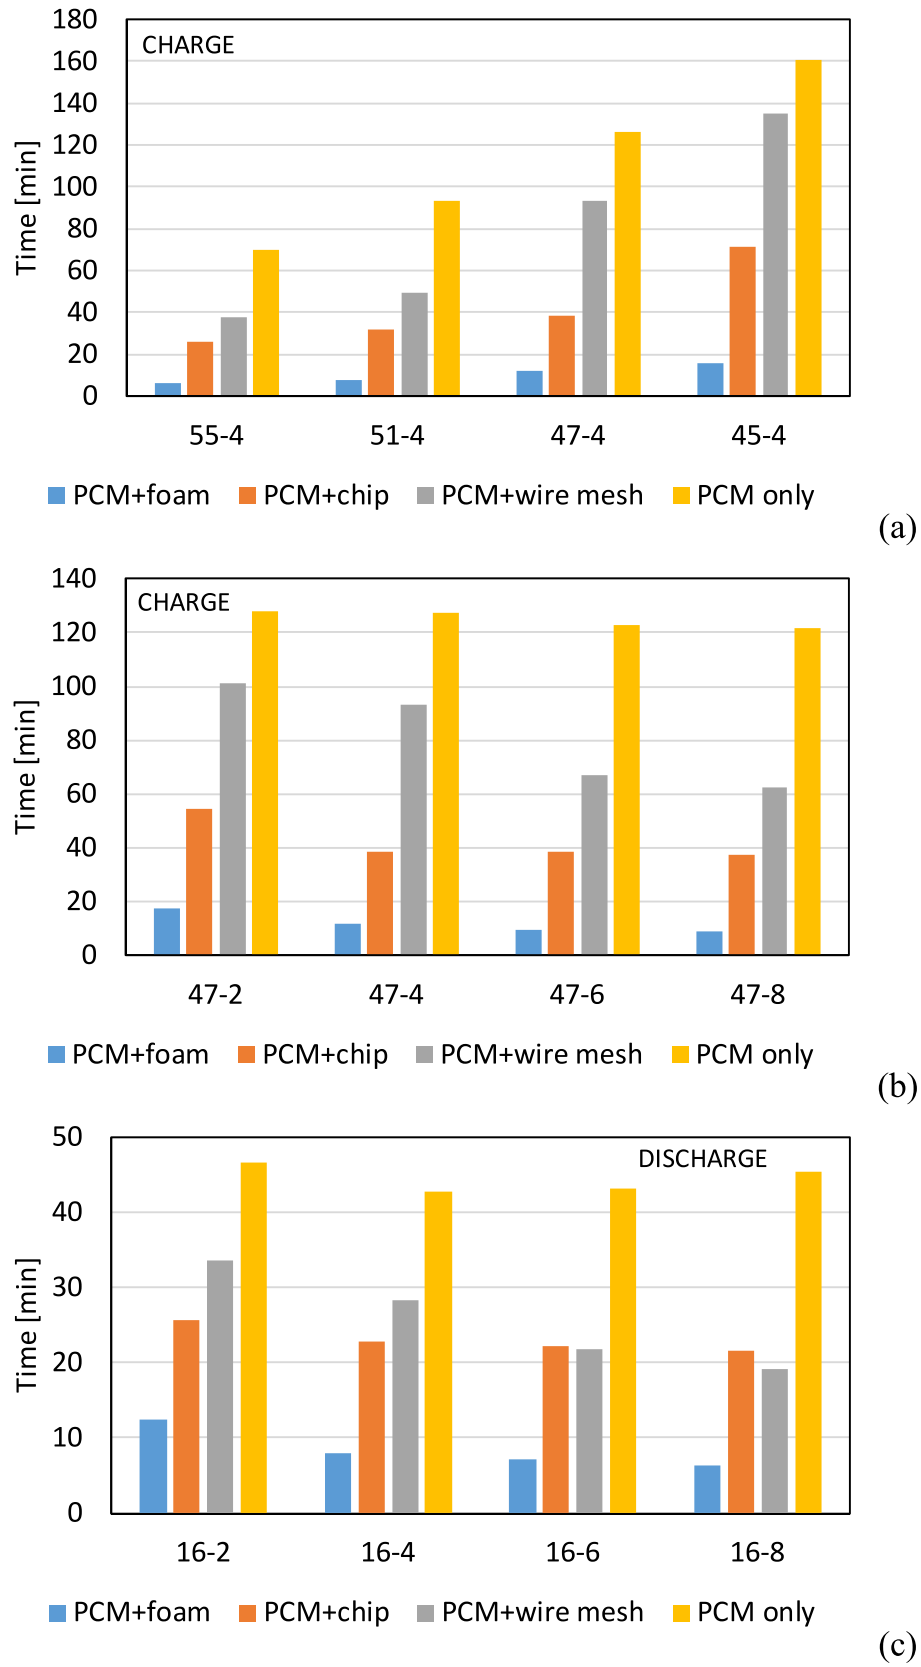 180
CHARGE
160
140
120
100
80
60
40
20
0
Time [min]
55-4 51-4 47-4 45-4
PCM+foam PCM+chip PCM+wire mesh PCM only
(a)
140
CHARGE
120
100
80
60
40
20
0
Time [min]
47-2 47-4 47-6 47-8
PCM+foam PCM+chip PCM+wire mesh PCM only
(b)
50
DISCHARGE
40
30
20
10
0
Time [min]
16-2 16-4 16-6 16-8
PCM+foam PCM+chip PCM+wire mesh PCM only
(c)